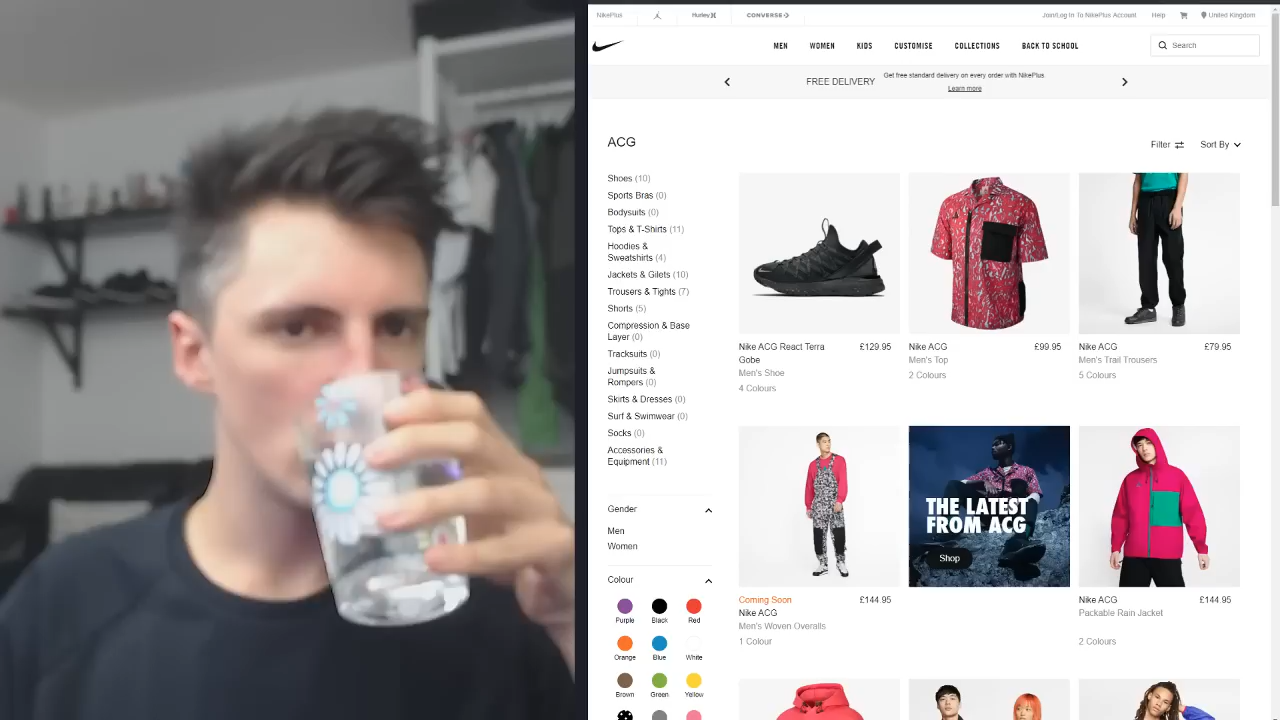 NikePlus
Hurley
CONVERSE
Join/Log In To NikePlus Account
Help
United Kingdom
MEN
WOMEN
KIDS
CUSTOMISE
COLLECTIONS
BACK TO SCHOOL
Search
FREE DELIVERY
Get free standard delivery on every order with NikePlus.
Learn more
ACG
Filter
Sort By
Shoes (10)
Sports Bras (0)
Bodysuits (0)
Tops & T-Shirts (11)
Hoodies &
Sweatshirts (4)
Jackets & Gilets (10)
Trousers & Tights (7)
Shorts (5)
Compression & Base
Layer (0)
Tracksuits (0)
Jumpsuits &
Rompers (0)
Skirts & Dresses (0)
Surf & Swimwear (0)
Socks (0)
Accessories &
Equipment (11)
Gender
Men
Women
Colour
Purple
Black
Red
Orange
Blue
White
Brown
Green
Yellow
Nike ACG React Terra
Gobe
£129.95
Men's Shoe
4 Colours
Nike ACG
£99.95
Men's Top
2 Colours
Nike ACG
£79.95
Men's Trail Trousers
5 Colours
Coming Soon
£144.95
Nike ACG
Men's Woven Overalls
1 Colour
THE LATEST
FROM ACG
Shop
Nike ACG
£144.95
Packable Rain Jacket
2 Colours